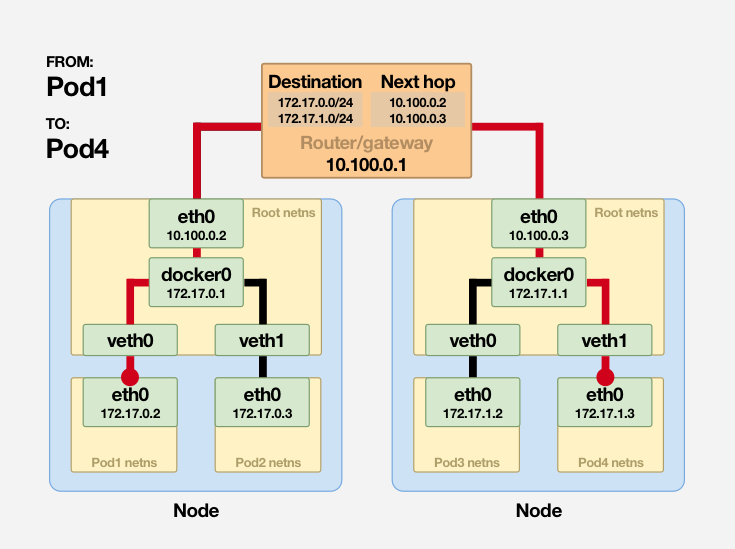 FROM:
Pod1
TO:
Pod4
Destination Next hop
172.17.0.0/24 10.100.0.2
172.17.1.0/24 10.100.0.3
Router/gateway
10.100.0.1
eth0
10.100.0.2
Root netns
docker0
172.17.0.1
veth0
veth1
eth0
172.17.0.2
Pod1 netns
eth0
172.17.0.3
Pod2 netns
Node
eth0
10.100.0.3
Root netns
docker0
172.17.1.1
veth0
veth1
eth0
172.17.1.2
Pod3 netns
eth0
172.17.1.3
Pod4 netns
Node